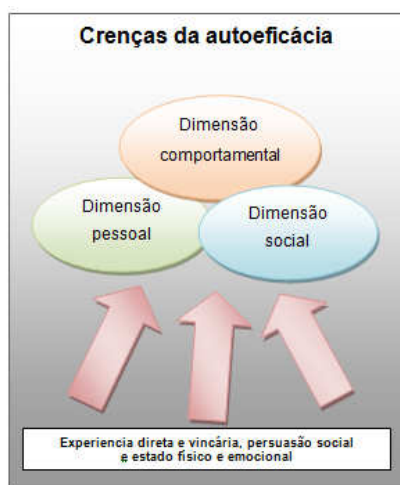 Crenças da autoeficácia
Dimensão
comportamental
Dimensão
pessoal
Dimensão
social
Experiencia direta e vincária, persuasão social
e estado físico e emocional